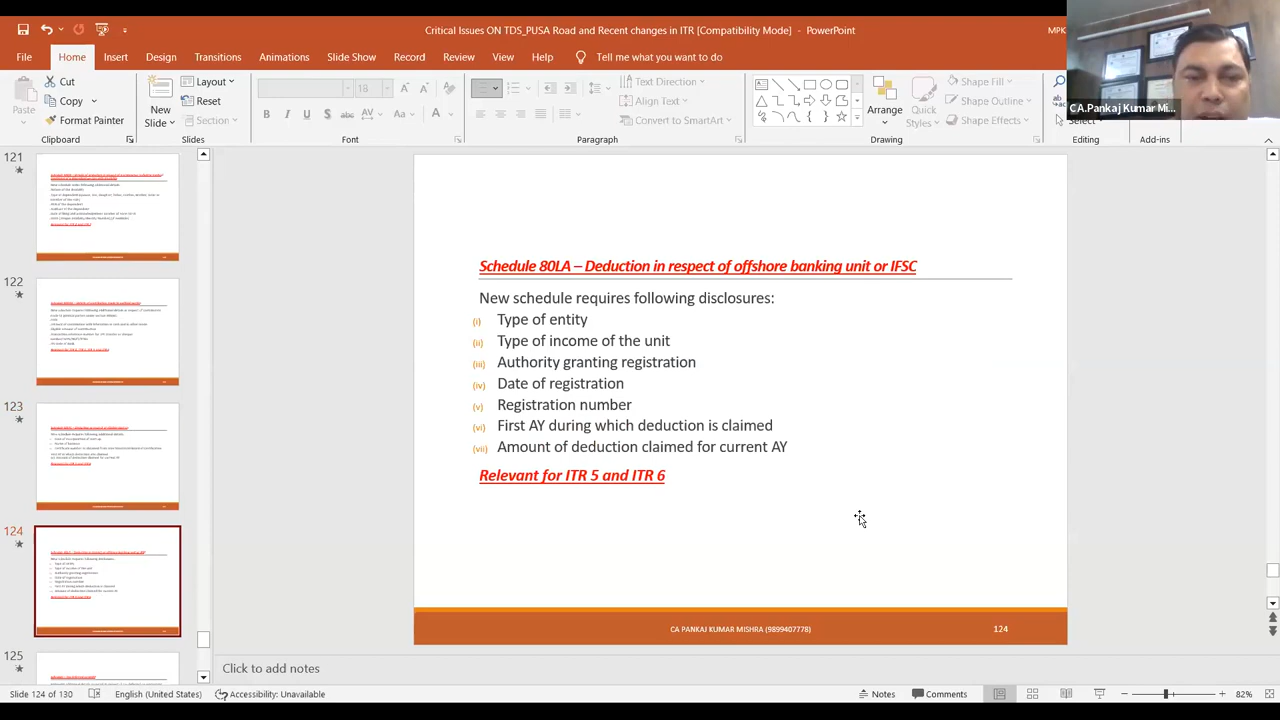 Critical Issues ON TDS_PUSA Road and Recent changes in ITR [Compatibility Mode] - PowerPoint
MPK
File Home Insert Design Transitions Animations Slide Show Record Review View Help Tell me what you want to do
Paste
Cut
Copy
Format Painter
Clipboard
New Slide
Layout
Reset
Section
Slides
18
B I U S abc AV Aa A
Font
Text Direction
Align Text
Convert to SmartArt
Paragraph
Arrange
Quick Styles
Shape Fill
Shape Outline
Shape Effects
Drawing
Select
Editing
Add-ins
CA.Pankaj Kumar Mi...
121
122
123
124
125
Schedule 80LA – Deduction in respect of offshore banking unit or IFSC
New schedule requires following disclosures:
(i) Type of entity
(ii) Type of income of the unit
(iii) Authority granting registration
(iv) Date of registration
(v) Registration number
(vi) First AY during which deduction is claimed
(vii) Amount of deduction claimed for current AY
Relevant for ITR 5 and ITR 6
CA PANKAJ KUMAR MISHRA (9899407778) 124
Click to add notes
Slide 124 of 130 English (United States) Accessibility: Unavailable Notes Comments 82%